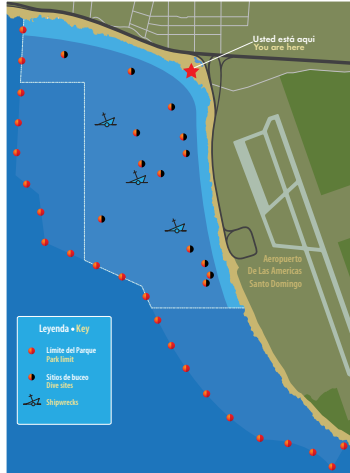 Usted está aqui
You are here
Aeropuerto
De Las Americas
Santo Domingo
Leyenda • Key
Límite del Parque
Park limit
Sitios de buceo
Dive sites
Shipwrecks